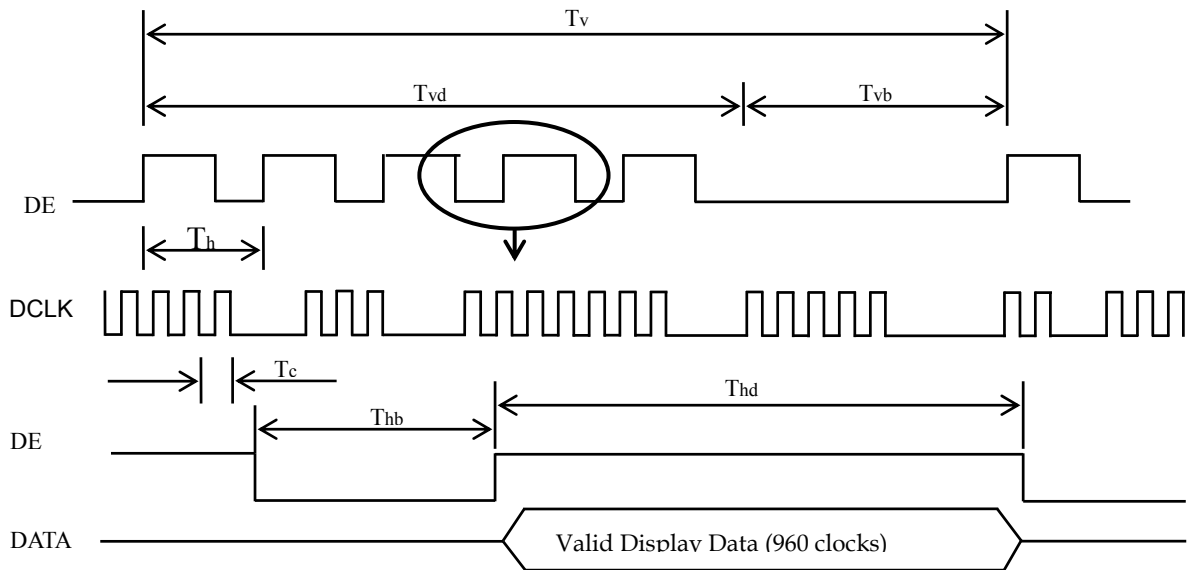 Tv
Tvd
Tvb
DE
Th
DCLK
Tc
Thd
Thb
DE
DATA
Valid Display Data (960 clocks)